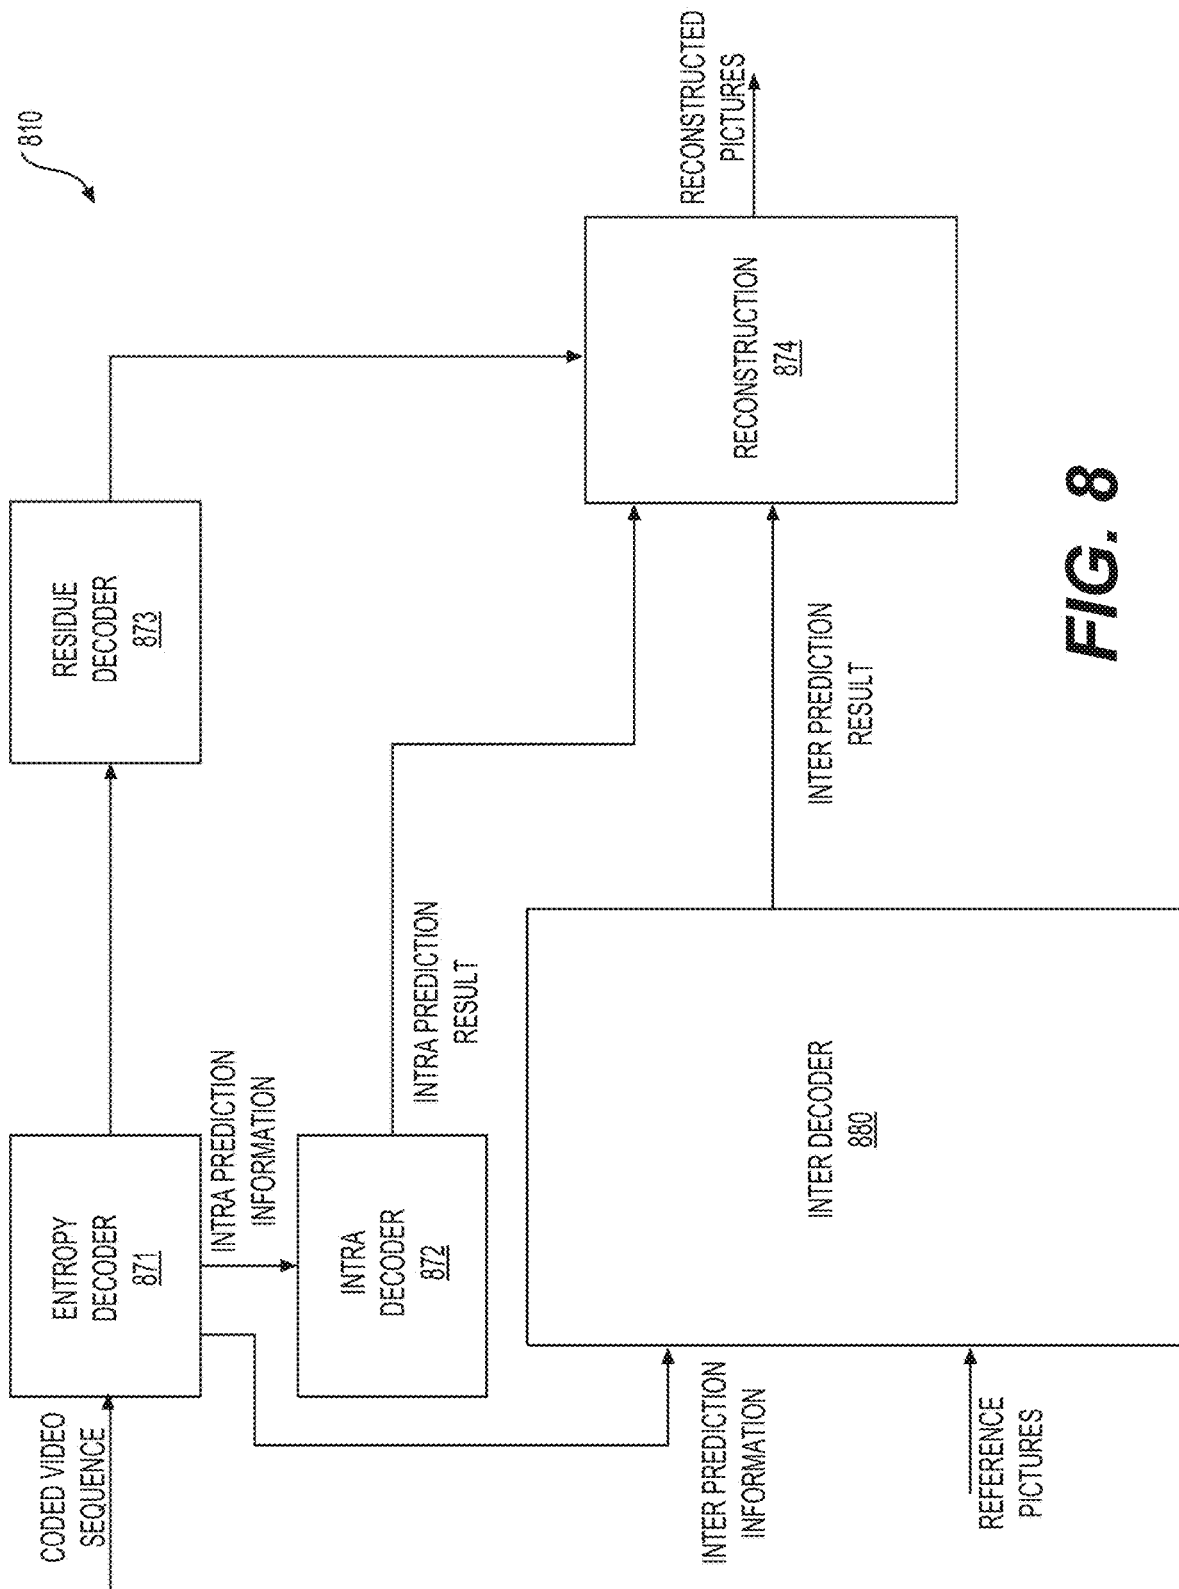 810
CODED VIDEO
SEQUENCE
ENTROPY
DECODER
871
RESIDUE
DECODER
873
INTRA PREDICTION
INFORMATION
INTRA
DECODER
872
INTRA PREDICTION
RESULT
INTER PREDICTION
INFORMATION
REFERENCE
PICTURES
INTER DECODER
880
INTER PREDICTION
RESULT
RECONSTRUCTION
874
RECONSTRUCTED
PICTURES
FIG. 8